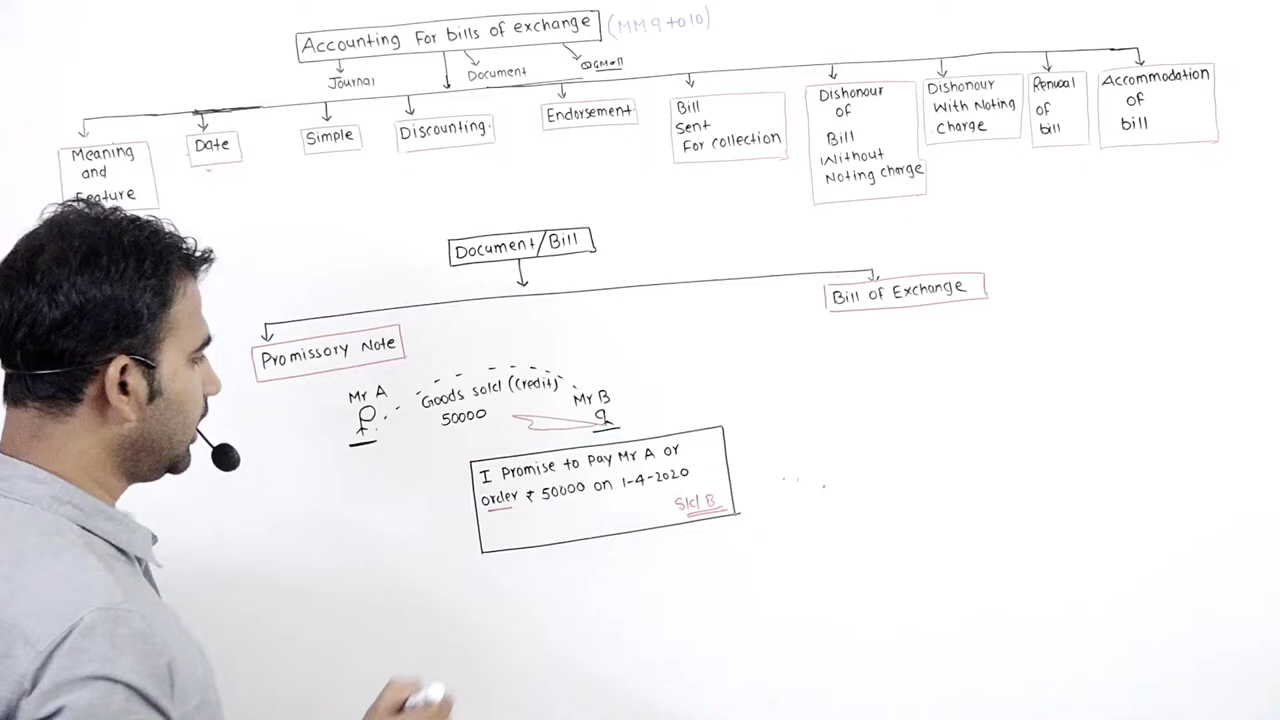 Accounting For bills of exchange (MM 9 to 10)
Journal
Document
Meaning
and
Feature
Date
Simple
Discounting.
Endorsement
Bill
Sent
For collection
Dishonour
of
Bill
Without
Noting charge
Dishonour
With Noting
Charge
Renual
of
bill
Accommodation
of
bill
Document/Bill
Promissory Note
Bill of Exchange
Mr A
Goods sold (Credit)
50000
Mr B
I Promise to Pay Mr A or
order ₹ 50000 on 1-4-2020
Sd/ B